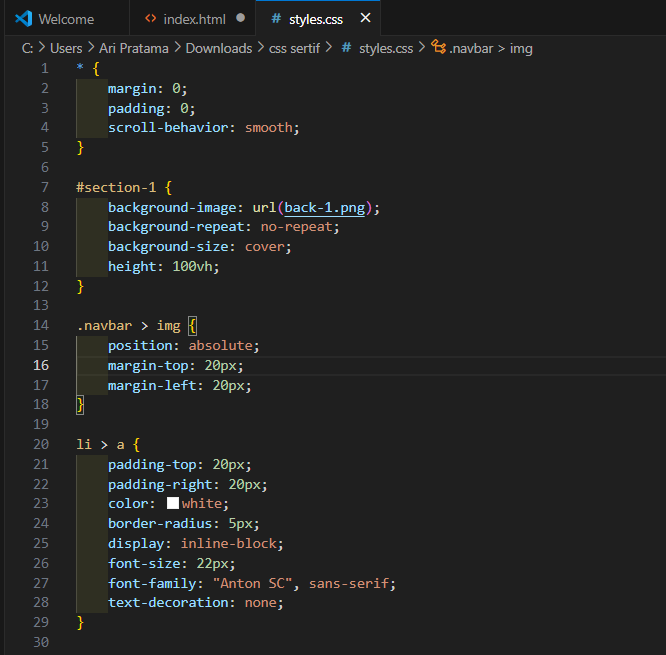 Welcome index.html styles.css
C: > Users > Ari Pratama > Downloads > css sertif > # styles.css > .navbar > img
1 * {
2 margin: 0;
3 padding: 0;
4 scroll-behavior: smooth;
5 }
6
7 #section-1 {
8 background-image: url(back-1.png);
9 background-repeat: no-repeat;
10 background-size: cover;
11 height: 100vh;
12 }
13
14 .navbar > img {
15 position: absolute;
16 margin-top: 20px;
17 margin-left: 20px;
18 }
19
20 li > a {
21 padding-top: 20px;
22 padding-right: 20px;
23 color: white;
24 border-radius: 5px;
25 display: inline-block;
26 font-size: 22px;
27 font-family: "Anton SC", sans-serif;
28 text-decoration: none;
29 }
30